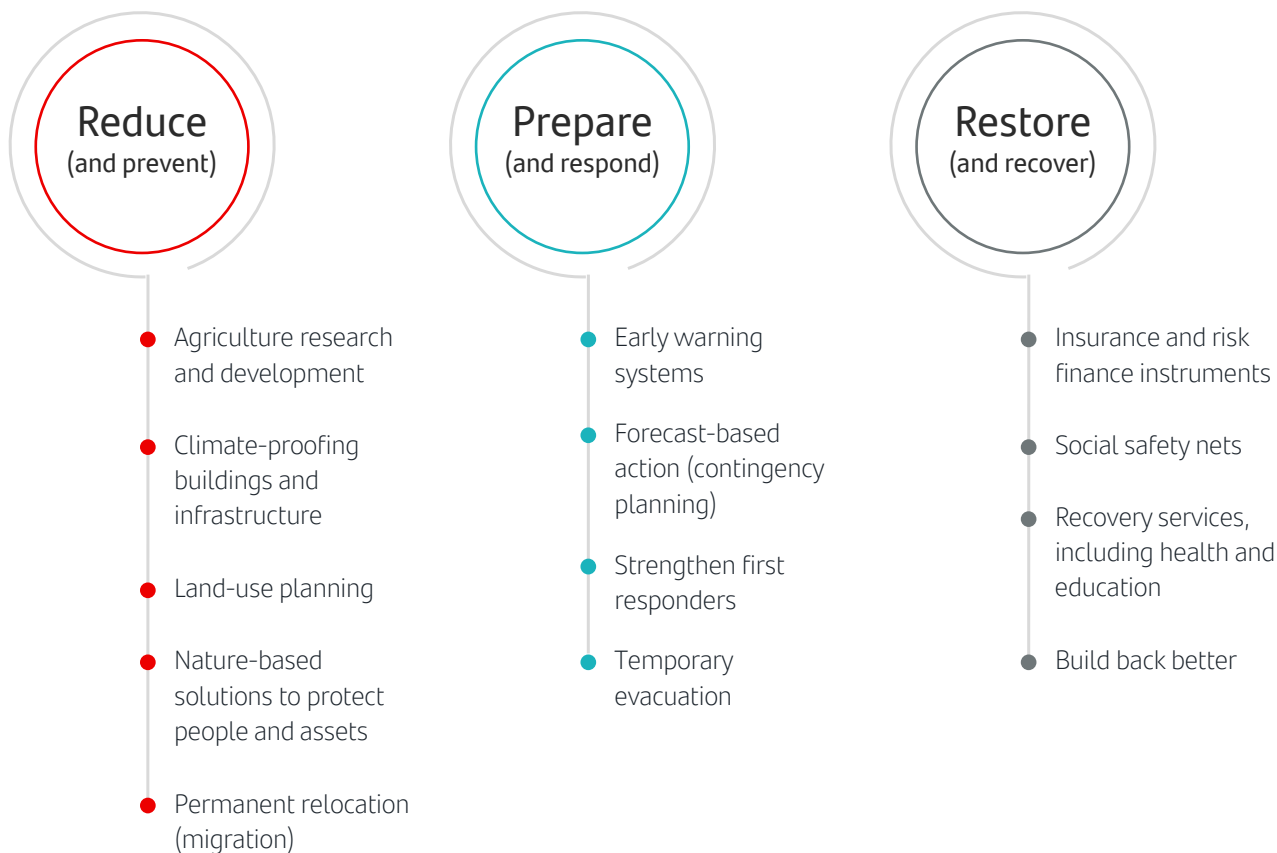 Reduce
(and prevent)
Agriculture research
and development
Climate-proofing
buildings and
infrastructure
Land-use planning
Nature-based
solutions to protect
people and assets
Permanent relocation
(migration)
Prepare
(and respond)
Early warning
systems
Forecast-based
action (contingency
planning)
Strengthen first
responders
Temporary
evacuation
Restore
(and recover)
Insurance and risk
finance instruments
Social safety nets
Recovery services,
including health and
education
Build back better